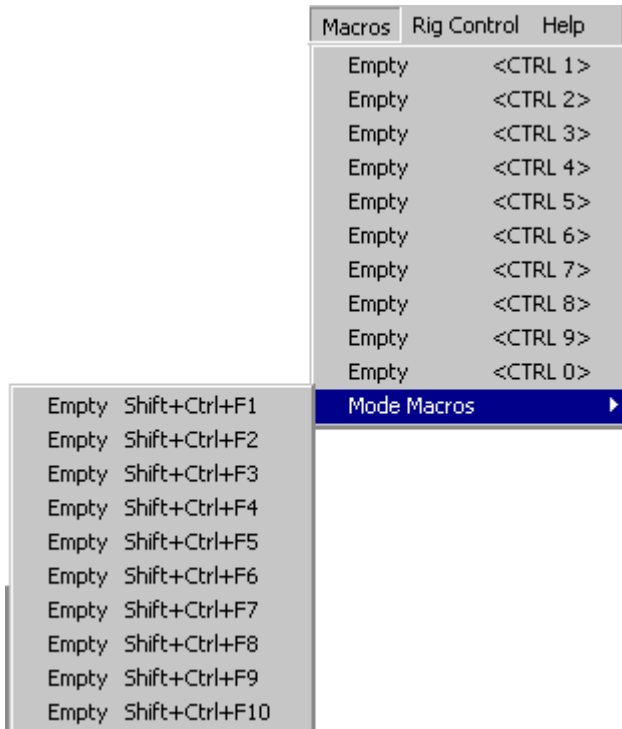 Macros Rig Control Help
Empty <CTRL 1>
Empty <CTRL 2>
Empty <CTRL 3>
Empty <CTRL 4>
Empty <CTRL 5>
Empty <CTRL 6>
Empty <CTRL 7>
Empty <CTRL 8>
Empty <CTRL 9>
Empty <CTRL 0>
Mode Macros
Empty Shift+Ctrl+F1
Empty Shift+Ctrl+F2
Empty Shift+Ctrl+F3
Empty Shift+Ctrl+F4
Empty Shift+Ctrl+F5
Empty Shift+Ctrl+F6
Empty Shift+Ctrl+F7
Empty Shift+Ctrl+F8
Empty Shift+Ctrl+F9
Empty Shift+Ctrl+F10